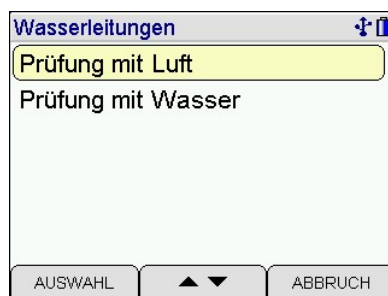 Wasserleitungen
Prüfung mit Luft
Prüfung mit Wasser
AUSWAHL ▲ ▼ ABBRUCH